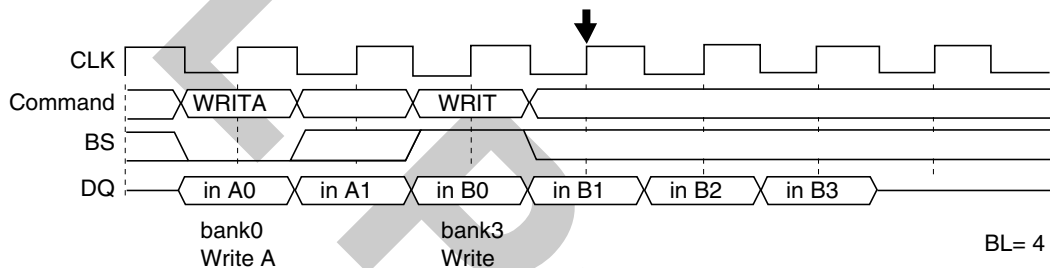 CLK
Command WRITA WRIT
BS
DQ in A0 in A1 in B0 in B1 in B2 in B3
bank0 bank3
Write A Write
BL= 4